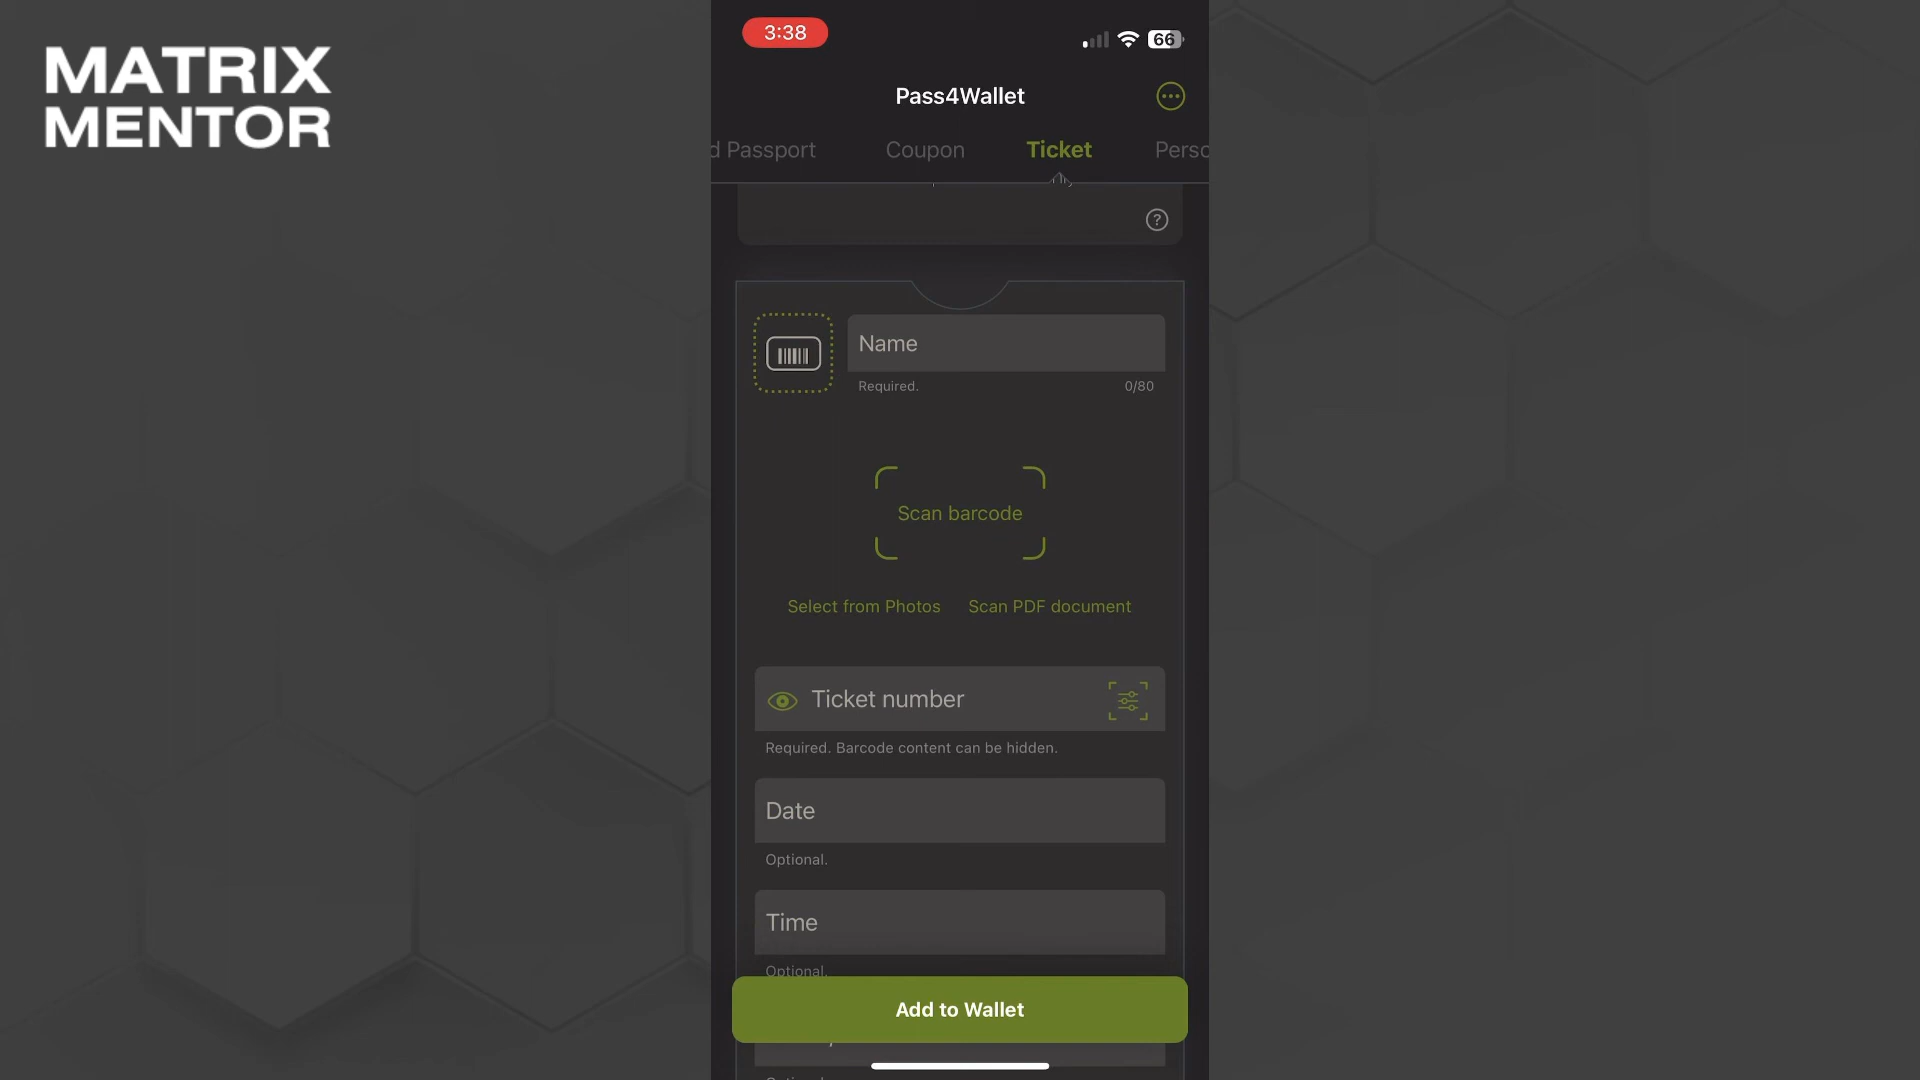 MATRIX
MENTOR
3:38
66
Pass4Wallet
d Passport
Coupon
Ticket
Perso
Name
Required.
0/80
Scan barcode
Select from Photos
Scan PDF document
Ticket number
Required. Barcode content can be hidden.
Date
Optional.
Time
Optional.
Add to Wallet